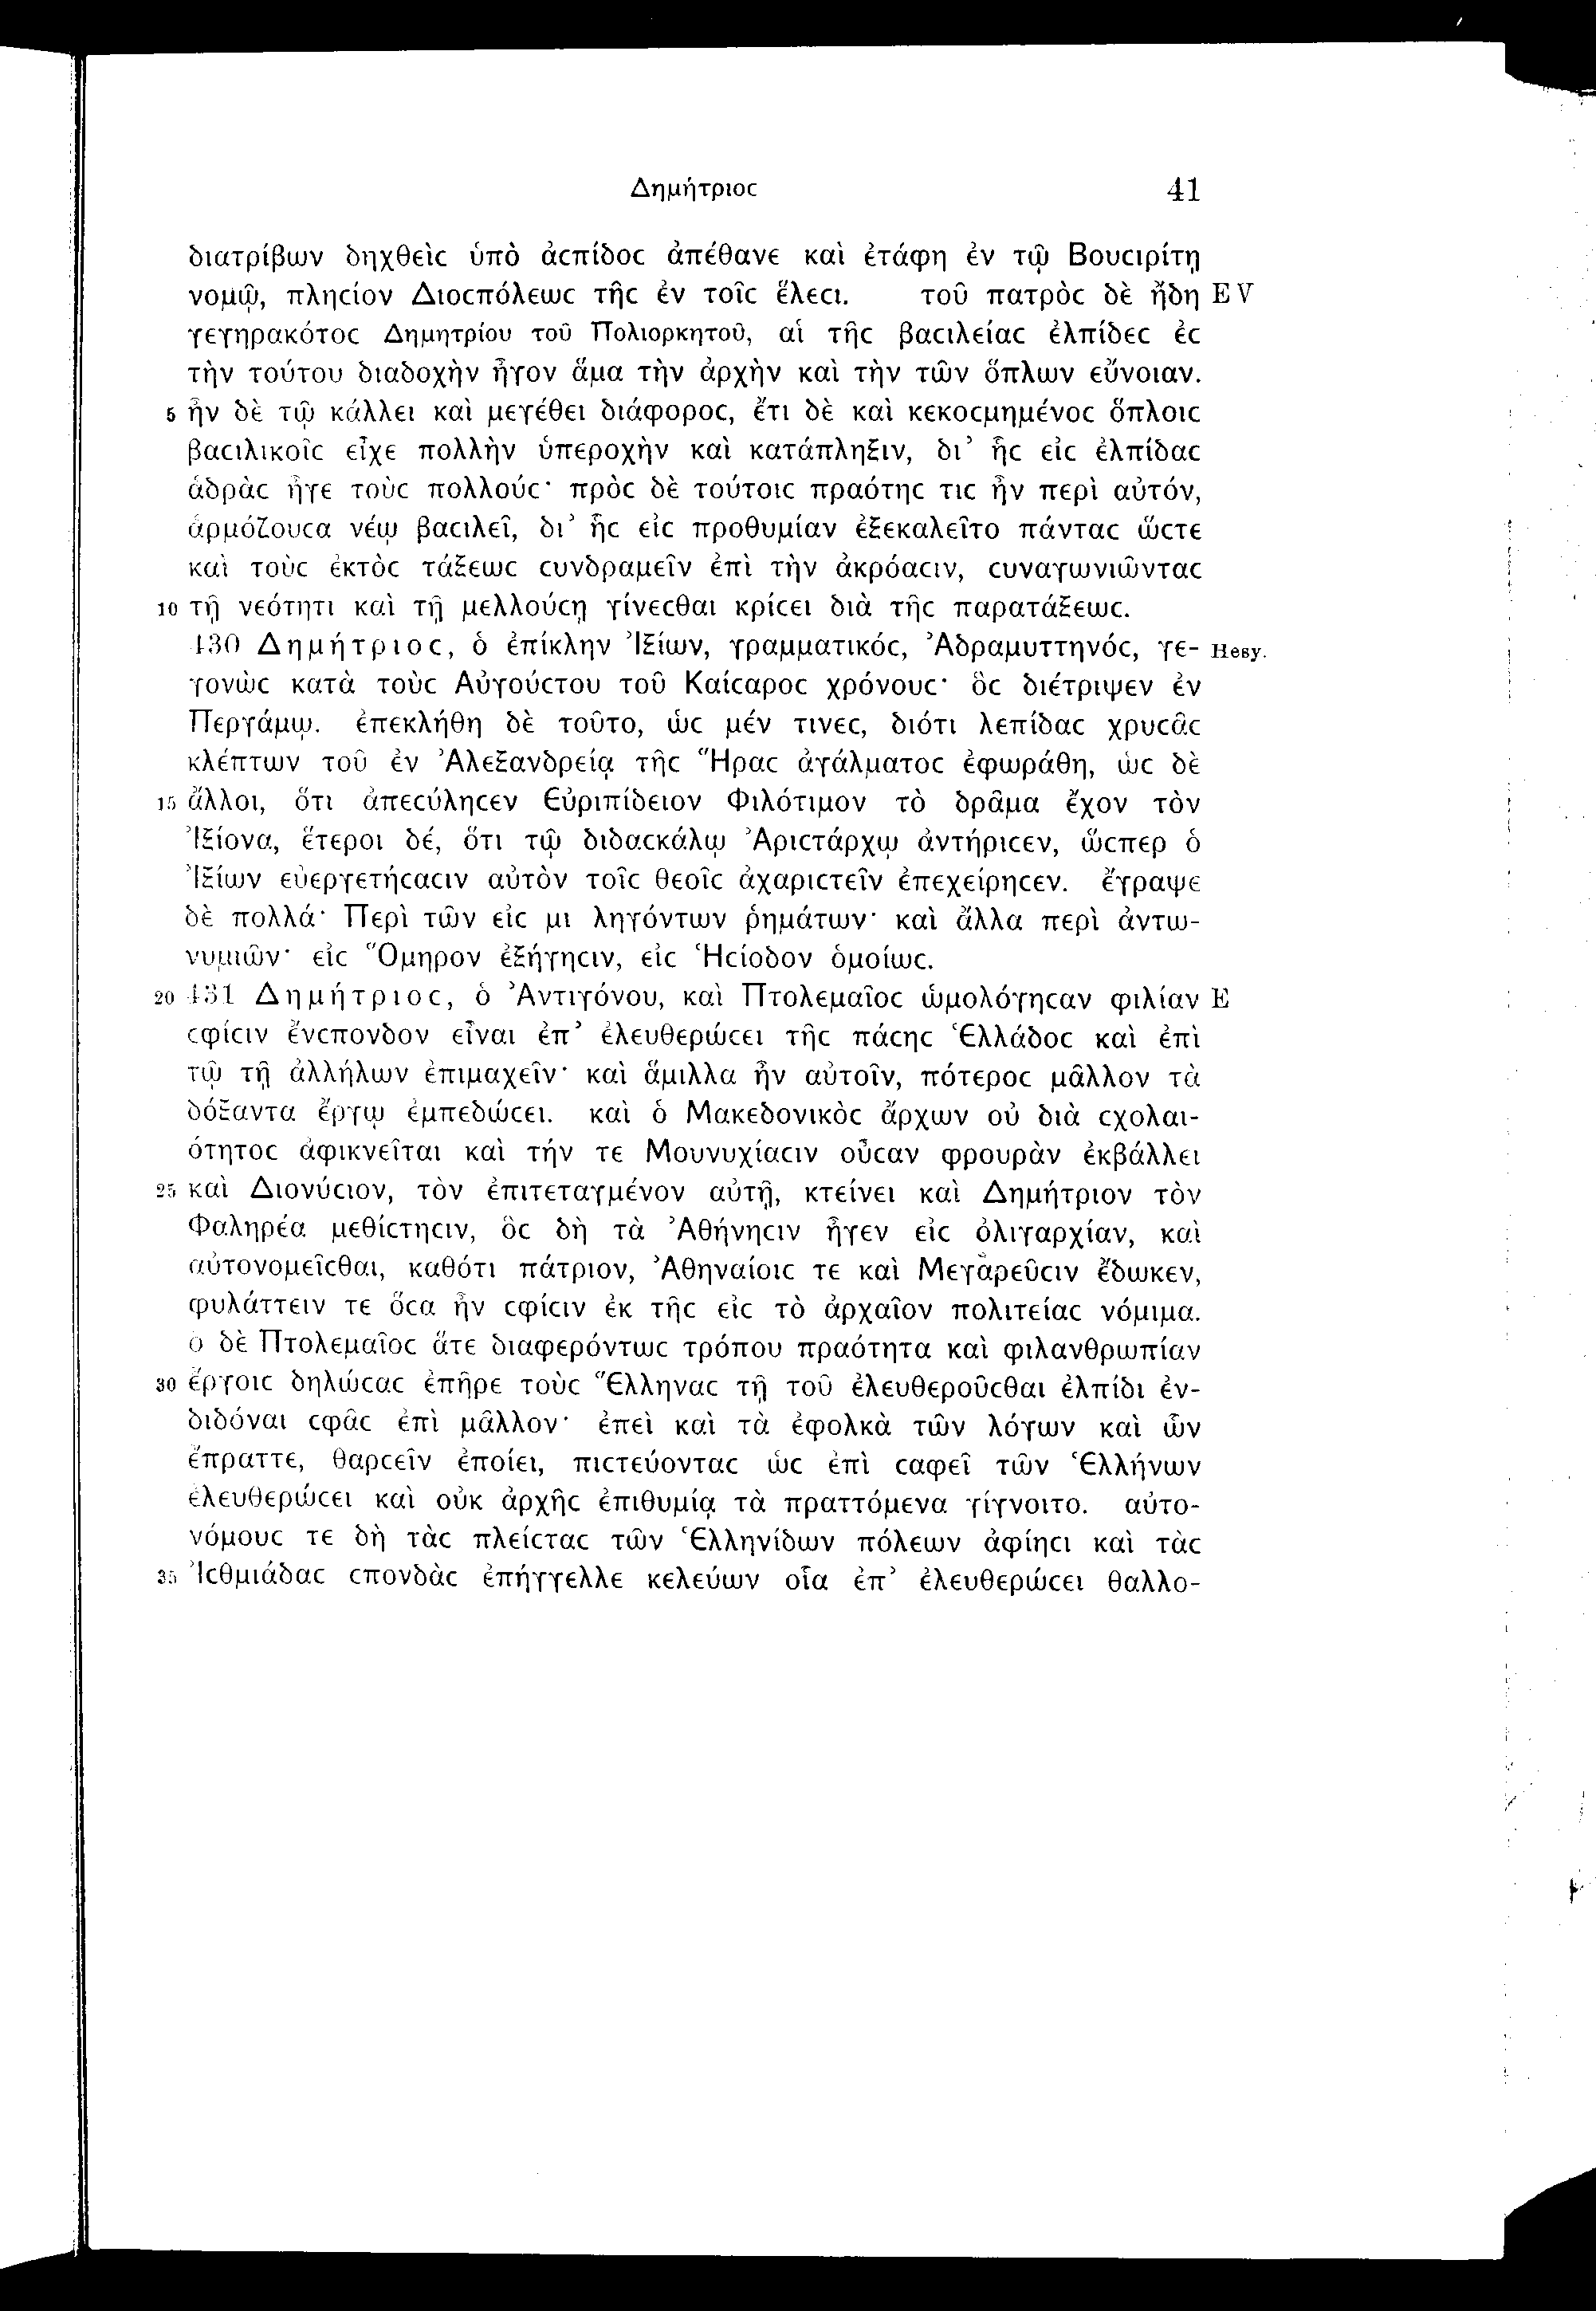 Δημήτριοϲ 41
διατρίβων δηχθεὶϲ ὑπὸ ἀϲπίδοϲ ἀπέθανε καὶ ἐτάφη ἐν τῷ Βουϲιρίτῃ
νομῷ, πληϲίον Διοϲπόλεωϲ τῆϲ ἐν τοῖϲ ἕλεϲι. τοῦ πατρὸϲ δὲ ἤδη E V
γεγηρακότοϲ Δημητρίου τοῦ Πολιορκητοῦ, αἱ τῆϲ βαϲιλείαϲ ἐλπίδεϲ ἐϲ
τὴν τούτου διαδοχὴν ἦγον ἅμα τὴν ἀρχὴν καὶ τὴν τῶν ὅπλων εὔνοιαν.
5 ἦν δὲ τῷ κάλλει καὶ μεγέθει διάφοροϲ, ἔτι δὲ καὶ κεκοϲμημένοϲ ὅπλοιϲ
βαϲιλικοῖϲ εἶχε πολλὴν ὑπεροχὴν καὶ κατάπληξιν, δι’ ἧϲ εἰϲ ἐλπίδαϲ
ἁδρὰϲ ἦγε τοὺϲ πολλούϲ· πρὸϲ δὲ τούτοιϲ πραότηϲ τιϲ ἦν περὶ αὐτόν,
ἁρμόζουϲα νέῳ βαϲιλεῖ, δι’ ἧϲ εἰϲ προθυμίαν ἐξεκαλεῖτο πάνταϲ ὥϲτε
καὶ τοὺϲ ἐκτὸϲ τάξεωϲ ϲυνδραμεῖν ἐπὶ τὴν ἀκρόαϲιν, ϲυναγωνιῶνταϲ
10 τῇ νεότητι καὶ τῇ μελλούϲῃ γίνεϲθαι κρίϲει διὰ τῆϲ παρατάξεωϲ.
430 Δημήτριοϲ, ὁ ἐπίκλην Ἰξίων, γραμματικόϲ, Ἀδραμυττηνόϲ, γε- Hesy.
γονὼϲ κατὰ τοὺϲ Αὐγούϲτου τοῦ Καίϲαροϲ χρόνουϲ· ὃϲ διέτριψεν ἐν
Περγάμῳ. ἐπεκλήθη δὲ τοῦτο, ὡϲ μέν τινεϲ, διότι λεπίδαϲ χρυϲᾶϲ
κλέπτων τοῦ ἐν Ἀλεξανδρείᾳ τῆϲ Ἥραϲ ἀγάλματοϲ ἐφωράθη, ὡϲ δὲ
15 ἄλλοι, ὅτι ἀπεϲύληϲεν Εὐριπίδειον Φιλότιμον τὸ δρᾶμα ἔχον τὸν
Ἰξίονα, ἕτεροι δέ, ὅτι τῷ διδαϲκάλῳ Ἀριϲτάρχῳ ἀντήριϲεν, ὥϲπερ ὁ
Ἰξίων εὐεργετήϲαϲιν αὐτὸν τοῖϲ θεοῖϲ ἀχαριϲτεῖν ἐπεχείρηϲεν. ἔγραψε
δὲ πολλά· Περὶ τῶν εἰϲ μι ληγόντων ῥημάτων· καὶ ἄλλα περὶ ἀντω-
νυμιῶν· εἰϲ Ὅμηρον ἐξήγηϲιν, εἰϲ Ἡϲίοδον ὁμοίωϲ.
20 431 Δημήτριοϲ, ὁ Ἀντιγόνου, καὶ Πτολεμαῖοϲ ὡμολόγηϲαν φιλίαν E
ϲφίϲιν ἔνϲπονδον εἶναι ἐπ’ ἐλευθερώϲει τῆϲ πάϲηϲ Ἑλλάδοϲ καὶ ἐπὶ
τῷ τῇ ἀλλήλων ἐπιμαχεῖν· καὶ ἅμιλλα ἦν αὐτοῖν, πότεροϲ μᾶλλον τὰ
δόξαντα ἔργῳ ἐμπεδώϲει. καὶ ὁ Μακεδονικὸϲ ἄρχων οὐ διὰ ϲχολαι-
ότητοϲ ἀφικνεῖται καὶ τήν τε Μουνυχίαϲιν οὖϲαν φρουρὰν ἐκβάλλει
25 καὶ Διονύϲιον, τὸν ἐπιτεταγμένον αὐτῇ, κτείνει καὶ Δημήτριον τὸν
Φαληρέα μεθίϲτηϲιν, ὃϲ δὴ τὰ Ἀθήνηϲιν ἦγεν εἰϲ ὀλιγαρχίαν, καὶ
αὐτονομεῖϲθαι, καθότι πάτριον, Ἀθηναίοιϲ τε καὶ Μεγαρεῦϲιν ἔδωκεν,
φυλάττειν τε ὅϲα ἦν ϲφίϲιν ἐκ τῆϲ εἰϲ τὸ ἀρχαῖον πολιτείαϲ νόμιμα.
ὁ δὲ Πτολεμαῖοϲ ἅτε διαφερόντωϲ τρόπου πραότητα καὶ φιλανθρωπίαν
30 ἔργοιϲ δηλώϲαϲ ἐπῆρε τοὺϲ Ἕλληναϲ τῇ τοῦ ἐλευθεροῦϲθαι ἐλπίδι ἐν-
διδόναι ϲφᾶϲ ἐπὶ μᾶλλον· ἐπεὶ καὶ τὰ ἐφολκὰ τῶν λόγων καὶ ὧν
ἔπραττε, θαρϲεῖν ἐποίει, πιϲτεύονταϲ ὡϲ ἐπὶ ϲαφεῖ τῶν Ἑλλήνων
ἐλευθερώϲει καὶ οὐκ ἀρχῆϲ ἐπιθυμίᾳ τὰ πραττόμενα γίγνοιτο. αὐτο-
νόμουϲ τε δὴ τὰϲ πλείϲταϲ τῶν Ἑλληνίδων πόλεων ἀφίηϲι καὶ τὰϲ
35 Ἰϲθμιάδαϲ ϲπονδὰϲ ἐπήγγελλε κελεύων οἷα ἐπ’ ἐλευθερώϲει θαλλο-